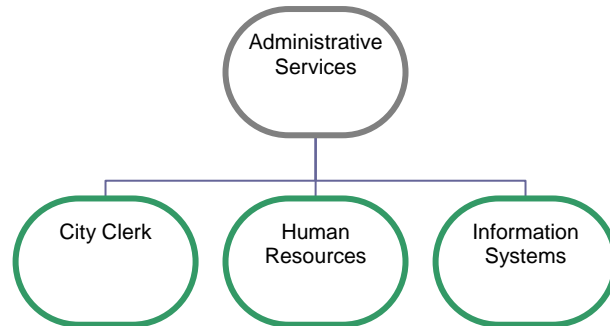 Administrative
Services
City Clerk
Human
Resources
Information
Systems